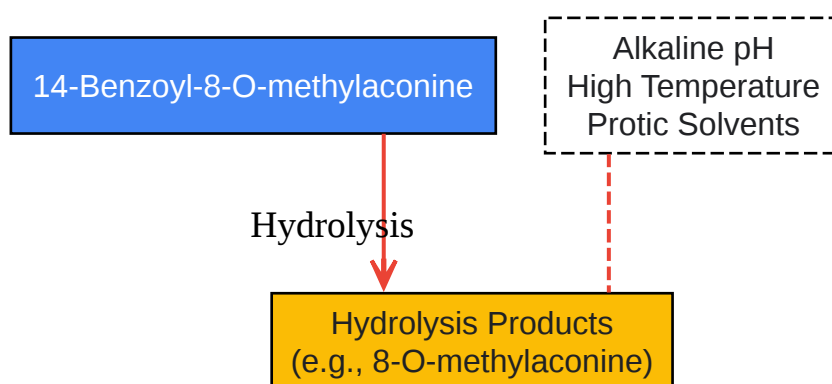 14-Benzoyl-8-O-methylaconine
Alkaline pH
High Temperature
Protic Solvents
Hydrolysis
Hydrolysis Products
(e.g., 8-O-methylaconine)